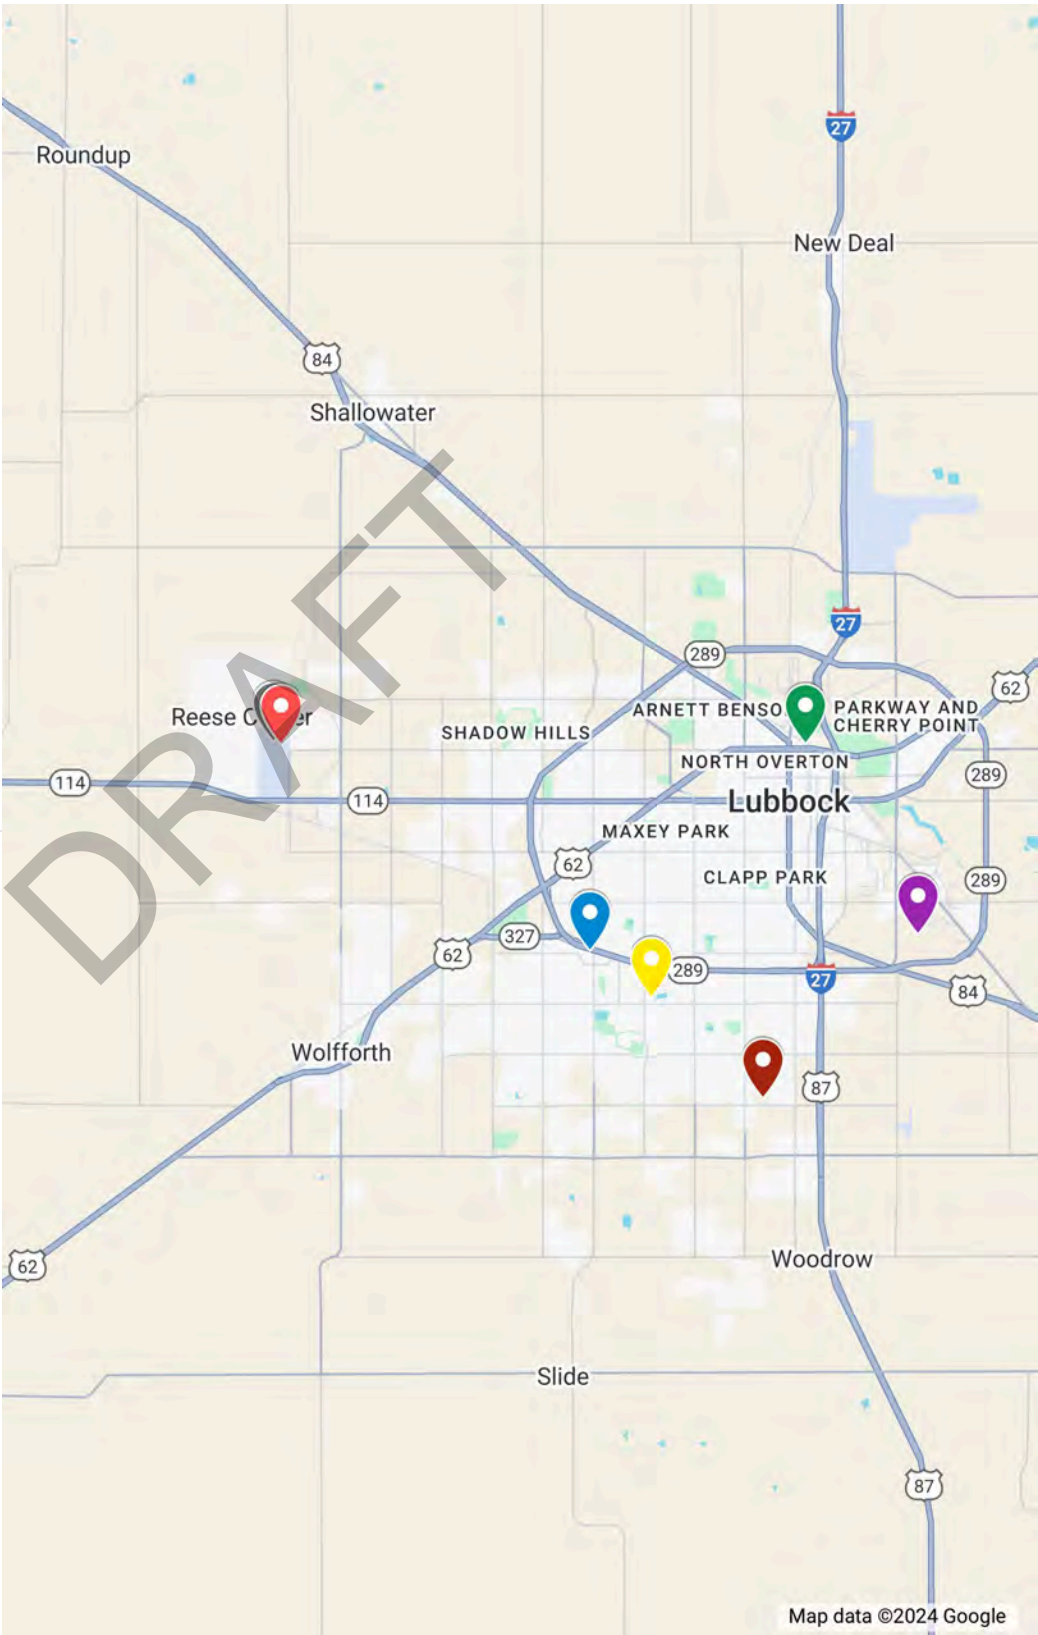 27
Roundup
New Deal
84
Shallowater
DRAFT
27
289
62
Reese C
er
ARNETT BENSO
PARKWAY AND
CHERRY POINT
SHADOW HILLS
NORTH OVERTON
289
114
114
Lubbock
MAXEY PARK
62
CLAPP PARK
289
327
62
289
27
84
Wolfforth
87
62
Woodrow
Slide
87
Map data ©2024 Google